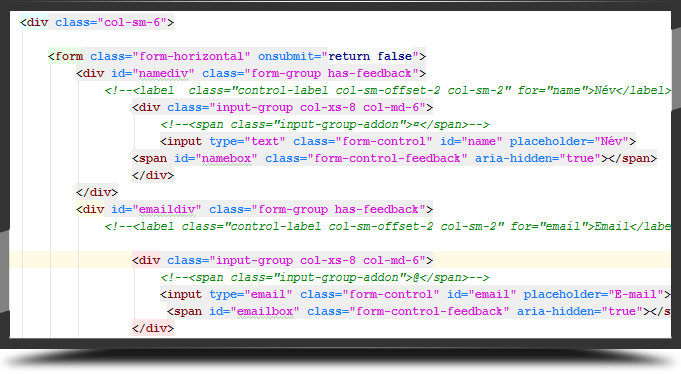 <div class="col-sm-6">
<form class="form-horizontal" onsubmit="return false">
<div id="namediv" class="form-group has-feedback">
<!--<label  class="control-label col-sm-offset-2 col-sm-2" for="name">Név</label>
<div class="input-group col-xs-8 col-md-6">
<!--<span class="input-group-addon">¤</span>-->
<input type="text" class="form-control" id="name" placeholder="Név">
<span id="namebox" class="form-control-feedback" aria-hidden="true"></span>
</div>
</div>
<div id="emaildiv" class="form-group has-feedback">
<!--<label class="control-label col-sm-offset-2 col-sm-2" for="email">Email</labe
<div class="input-group col-xs-8 col-md-6">
<!--<span class="input-group-addon">@</span>-->
<input type="email" class="form-control" id="email" placeholder="E-mail">
<span id="emailbox" class="form-control-feedback" aria-hidden="true"></s
</div>